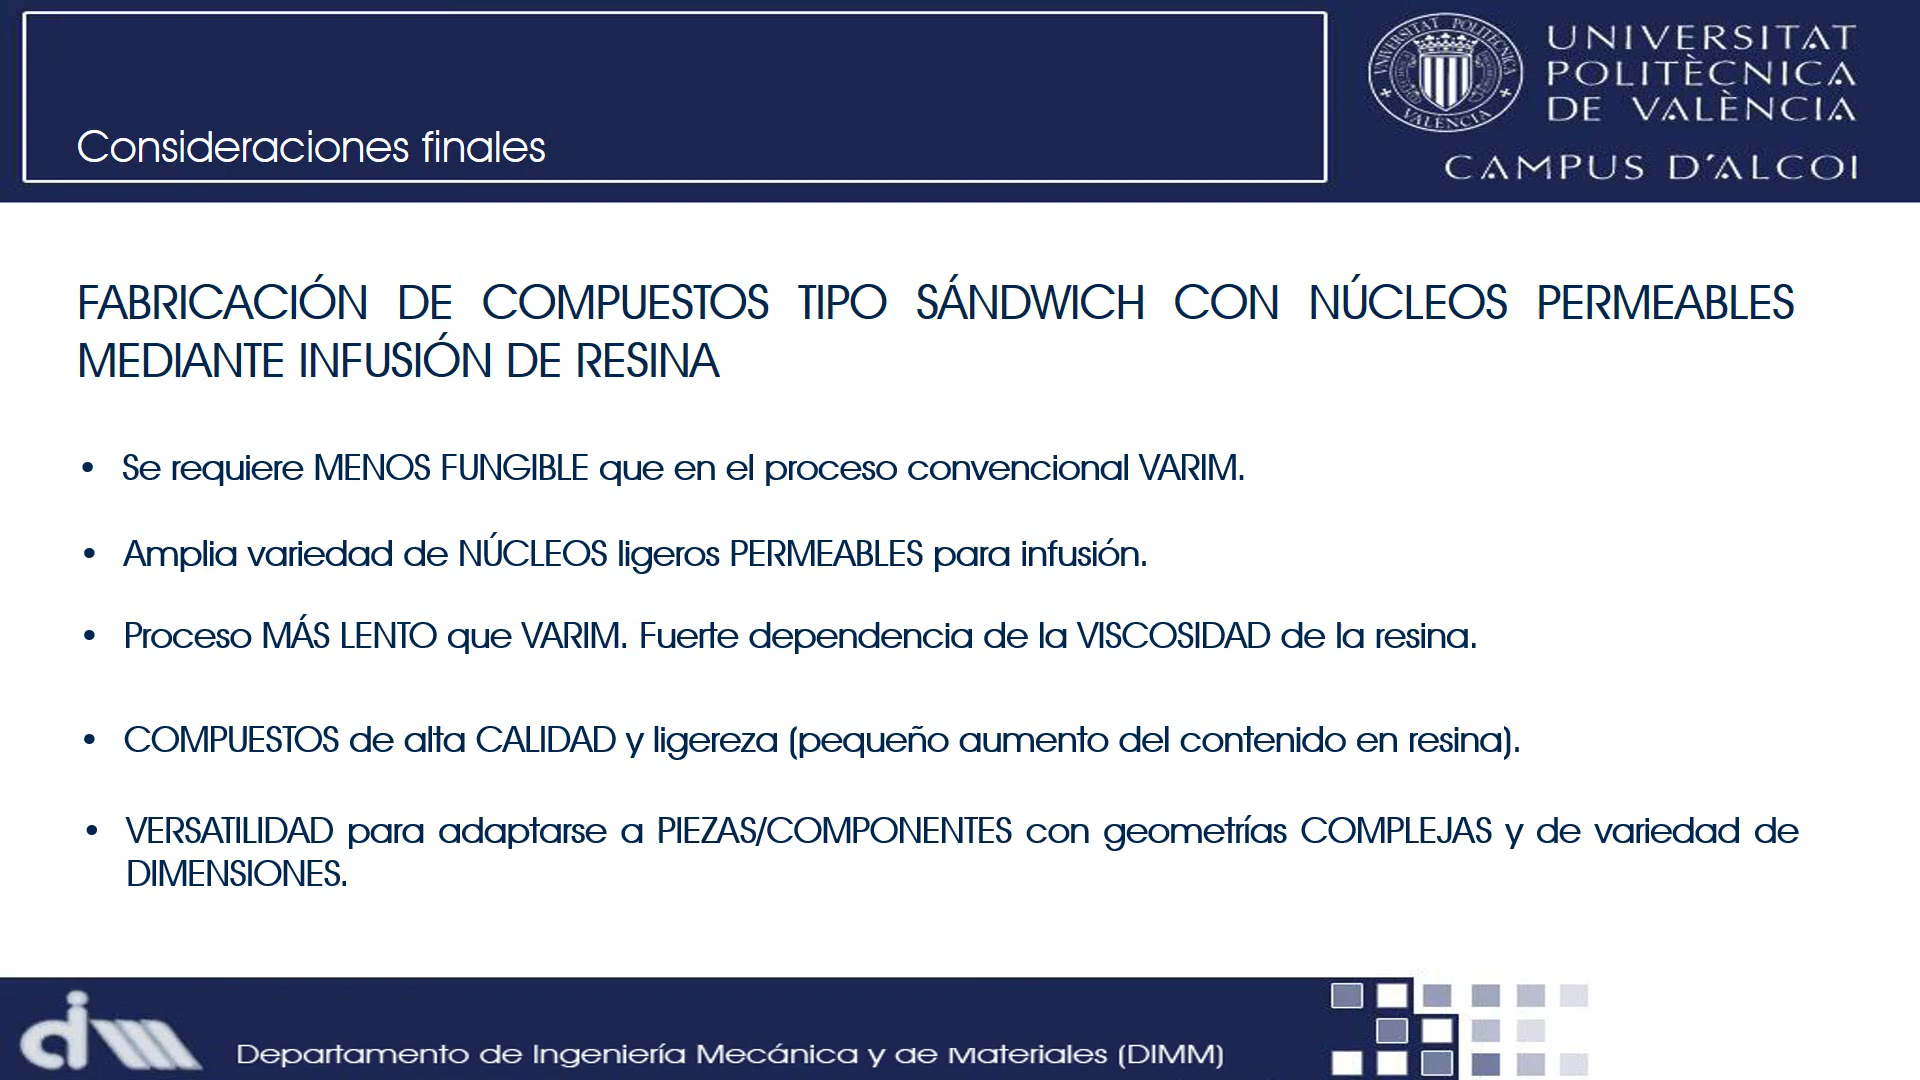 Consideraciones finales
UNIVERSITAT POLITÈCNICA VALÈNCIA
UNIVERSITAT
POLITÈCNICA
DE VALÈNCIA
CAMPUS D'ALCOI
FABRICACIÓN DE COMPUESTOS TIPO SÁNDWICH CON NÚCLEOS PERMEABLES
MEDIANTE INFUSIÓN DE RESINA
• Se requiere MENOS FUNGIBLE que en el proceso convencional VARIM.
• Amplia variedad de NÚCLEOS ligeros PERMEABLES para infusión.
• Proceso MÁS LENTO que VARIM. Fuerte dependencia de la VISCOSIDAD de la resina.
• COMPUESTOS de alta CALIDAD y ligereza (pequeño aumento del contenido en resina).
• VERSATILIDAD para adaptarse a PIEZAS/COMPONENTES con geometrías COMPLEJAS y de variedad de
DIMENSIONES.
dim
Departamento de Ingeniería Mecánica y de Materiales (DIMM)